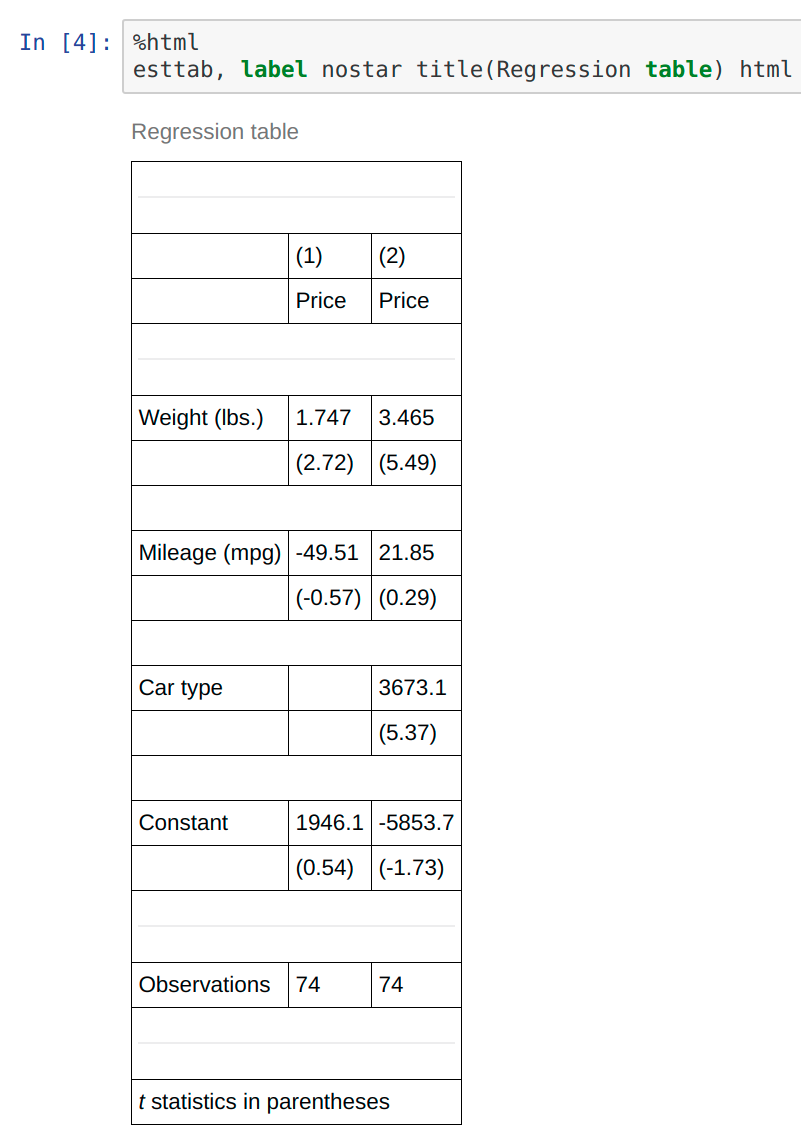 In [4]: %html
esttab, label nostar title(Regression table) html
Regression table
(1) (2)
Price Price
Weight (lbs.) 1.747 3.465
(2.72) (5.49)
Mileage (mpg) -49.51 21.85
(-0.57) (0.29)
Car type 3673.1
(5.37)
Constant 1946.1 -5853.7
(0.54) (-1.73)
Observations 74 74
t statistics in parentheses